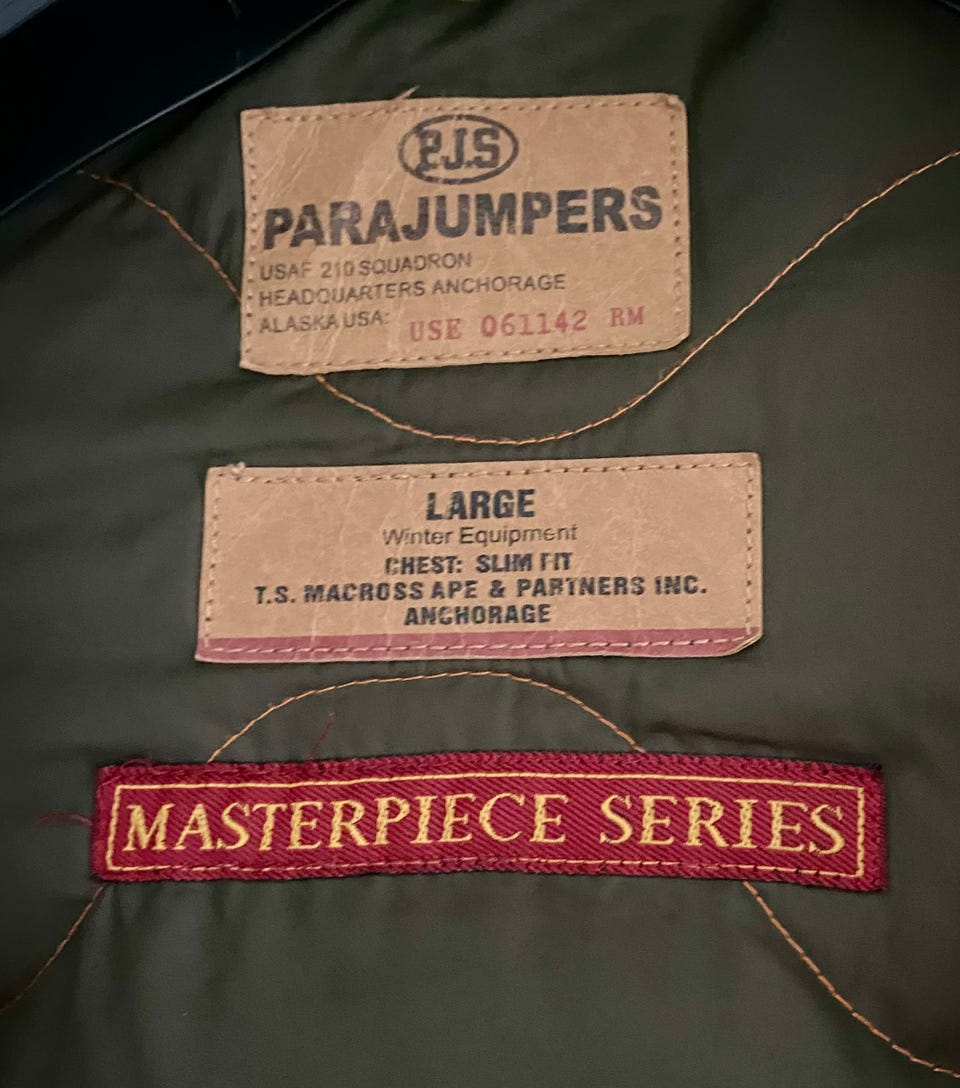 P.J.S
PARAJUMPERS
USAF 210 SQUADRON
HEADQUARTERS ANCHORAGE
ALASKA USA: USE 061142 RM
LARGE
Winter Equipment
CHEST: SLIM FIT
T.S. MACROSS APE & PARTNERS INC.
ANCHORAGE
MASTERPIECE SERIES